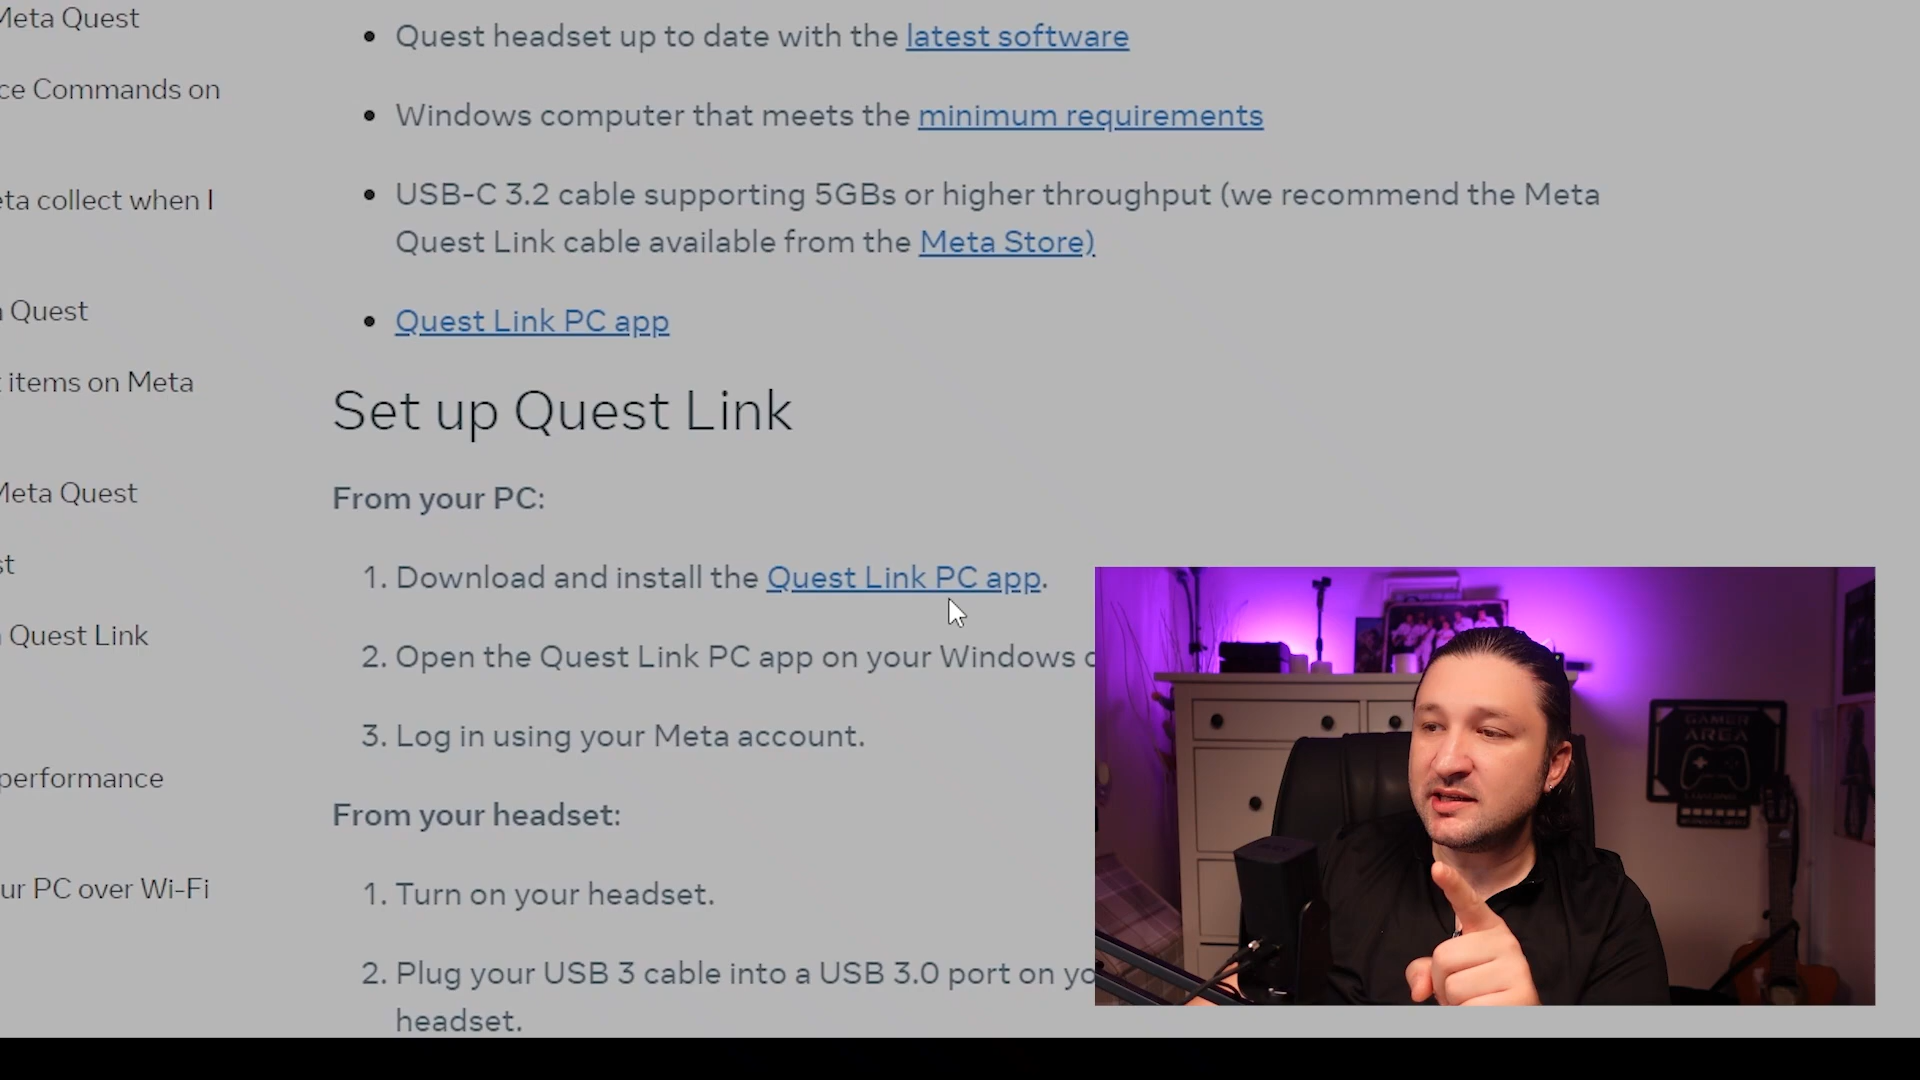 Meta Quest
ce Commands on
eta collect when I
Quest
items on Meta
Meta Quest
st
Quest Link
performance
ur PC over Wi-Fi
Quest headset up to date with the latest software
Windows computer that meets the minimum requirements
USB-C 3.2 cable supporting 5GBs or higher throughput (we recommend the Meta
Quest Link cable available from the Meta Store)
Quest Link PC app
Set up Quest Link
From your PC:
1. Download and install the Quest Link PC app.
2. Open the Quest Link PC app on your Windows
3. Log in using your Meta account.
From your headset:
1. Turn on your headset.
2. Plug your USB 3 cable into a USB 3.0 port on yo
headset.
GAMER
AREA